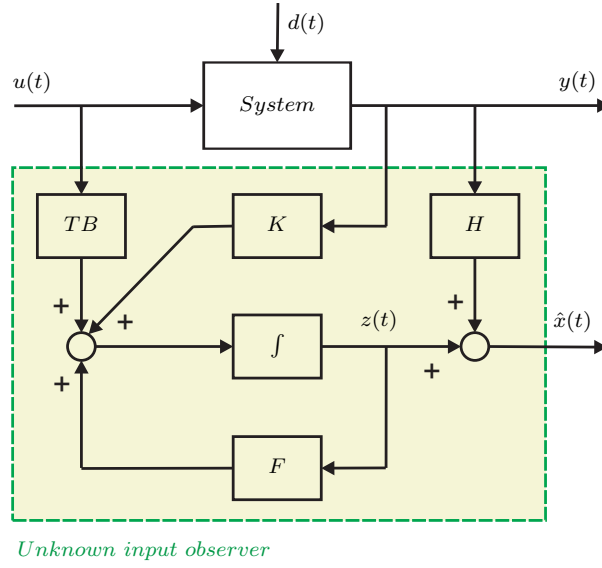 d(t)
u(t)
y(t)
System
TB
K
H
+
+
+
∫
z(t)
x̂(t)
+
+
F
Unknown input observer